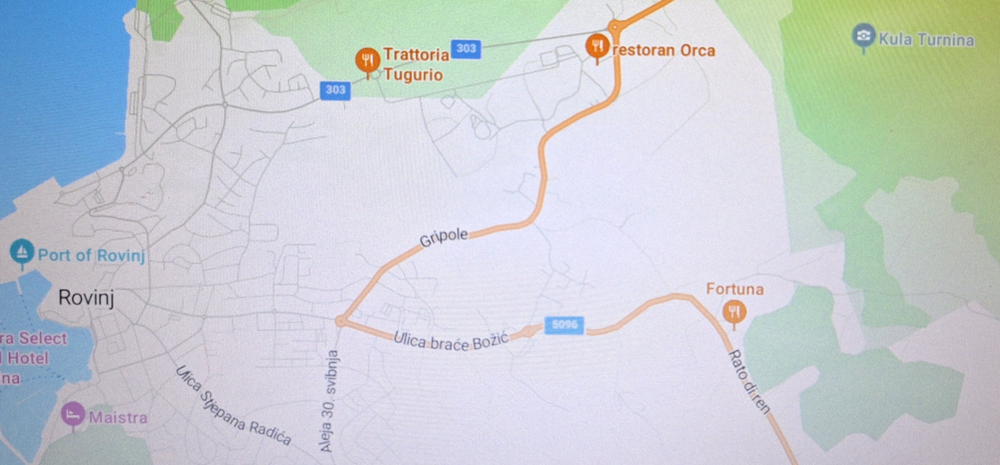 Kula Turnina
Trattoria
Tugurio
303
restoran Orca
303
Gripole
Port of Rovinj
Rovinj
Fortuna
5096
Ulica braće Božić
ra Select
Hotel
na
Rato di ren
Aleja 30. svibnja
Ulica Stjepana Radića
Maistra